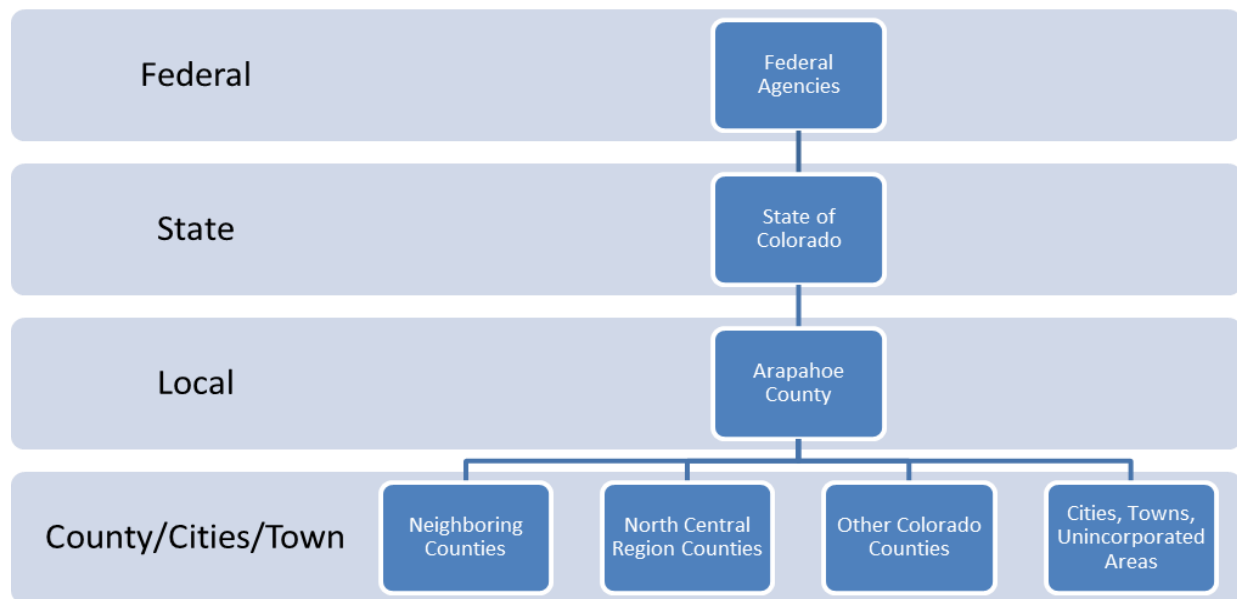 Federal
Federal
Agencies
State
State of
Colorado
Local
Arapahoe
County
County/Cities/Town
Neighboring
Counties
North Central
Region Counties
Other Colorado
Counties
Cities, Towns,
Unincorporated
Areas